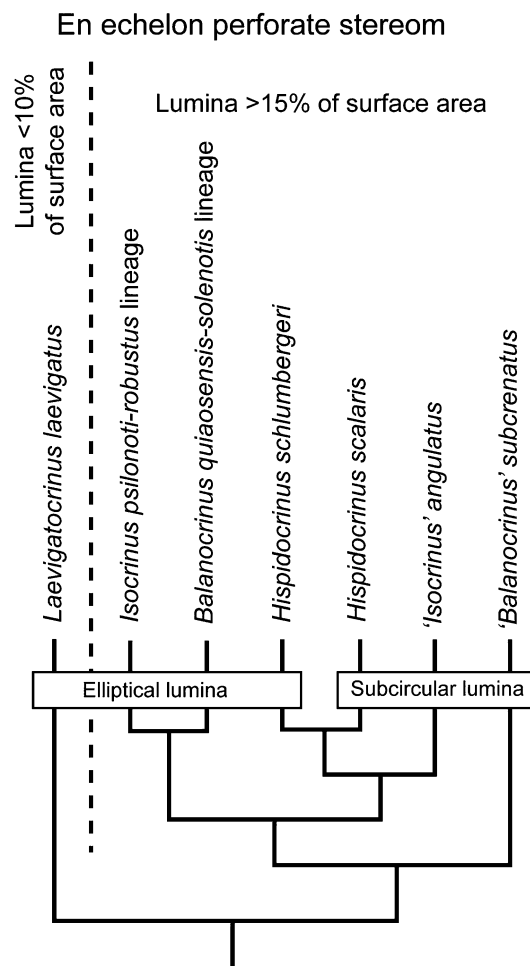 En echelon perforate stereom
Lumina <10%
of surface area
Lumina >15% of surface area
Laevigatocrinus laevigatus
Isocrinus psilonoti-robustus lineage
Balanocrinus quiaosensis-solenotis lineage
Hispidocrinus schlumbergeri
Hispidocrinus scalaris
‘Isocrinus’ angulatus
‘Balanocrinus’ subcrenatus
Elliptical lumina
Subcircular lumina